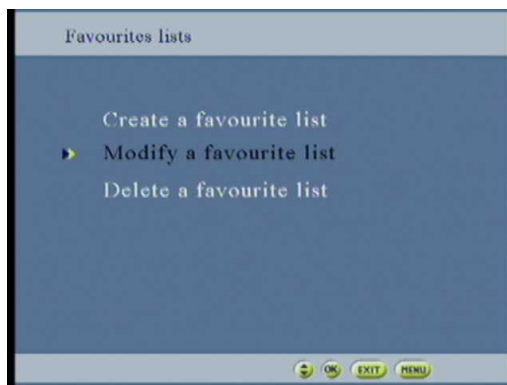 Favourites lists
Create a favourite list
Modify a favourite list
Delete a favourite list
OK EXIT MENU